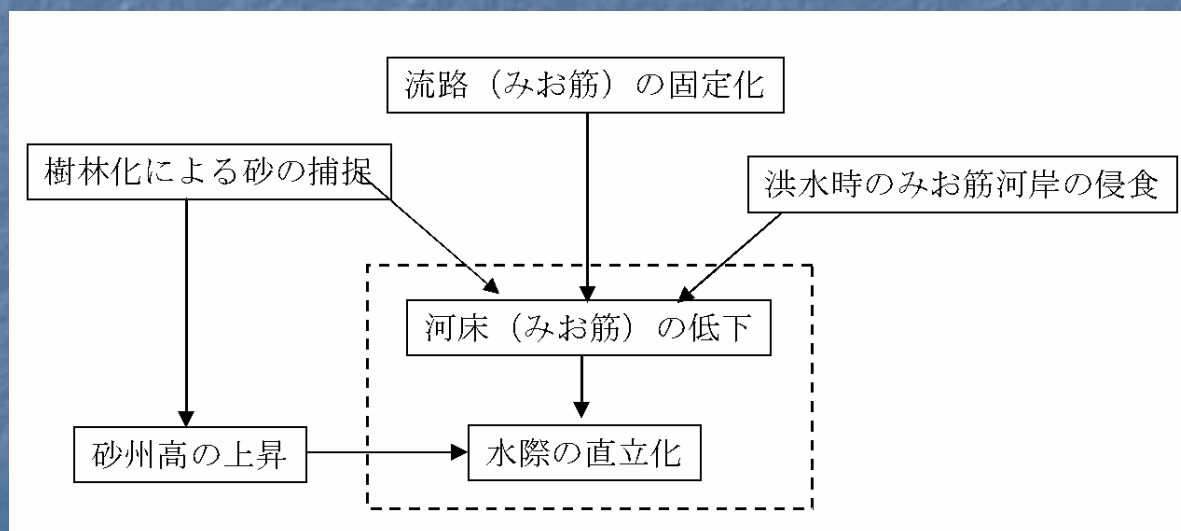 流路（みお筋）の固定化
樹林化による砂の捕捉
洪水時のみお筋河岸の侵食
河床（みお筋）の低下
砂州高の上昇
水際の直立化